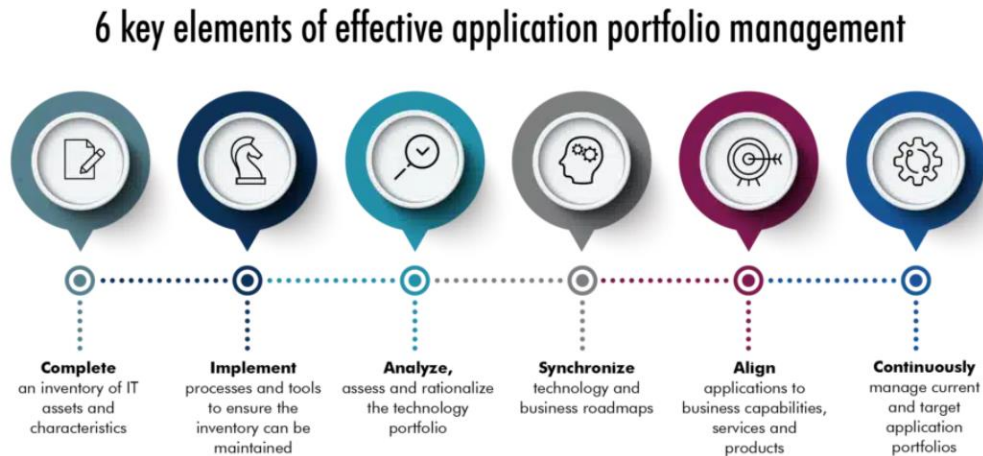 6 key elements of effective application portfolio management
Complete
an inventory of IT
assets and
characteristics
Implement
processes and tools
to ensure the
inventory can be
maintained
Analyze,
assess and rationalize
the technology
portfolio
Synchronize
technology and
business roadmaps
Align
applications to
business capabilities,
services and
products
Continuously
manage current
and target
application
portfolios